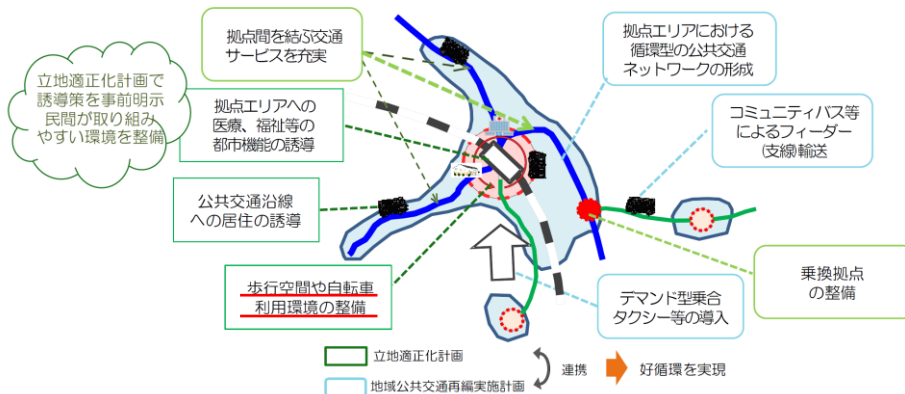 立地適正化計画で
誘導策を事前明示
民間が取り組み
やすい環境を整備
拠点間を結ぶ交通
サービスを充実
拠点エリアへの
医療、福祉等の
都市機能の誘導
公共交通沿線
への居住の誘導
歩行空間や自転車
利用環境の整備
拠点エリアにおける
循環型の公共交通
ネットワークの形成
コミュニティバス等
によるフィーダー
(支線)輸送
乗換拠点
の整備
デマンド型乗合
タクシー等の導入
立地適正化計画
地域公共交通再編実施計画
連携
好循環を実現